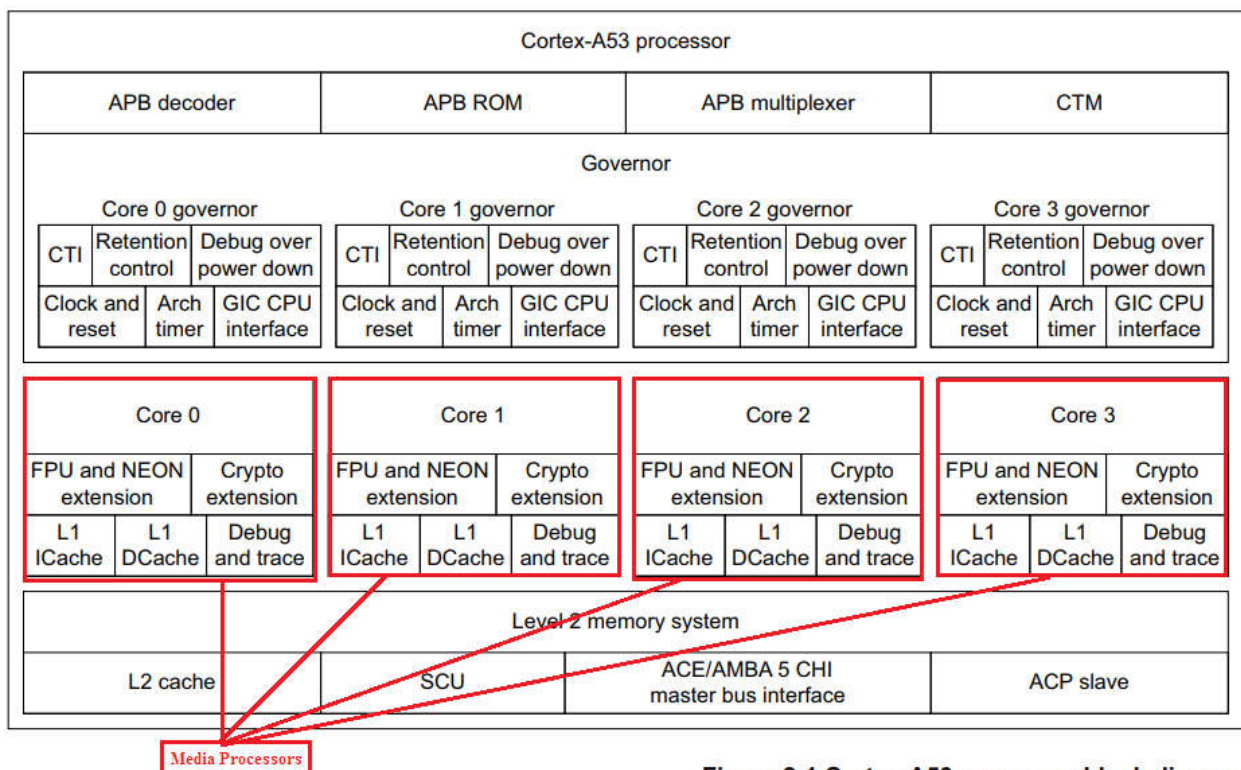 Cortex-A53 processor
APB decoder APB ROM APB multiplexer CTM
Governor
Core 0 governor Core 1 governor Core 2 governor Core 3 governor
CTI Retention control Debug over power down CTI Retention control Debug over power down CTI Retention control Debug over power down CTI Retention control Debug over power down
Clock and reset Arch timer GIC CPU interface Clock and reset Arch timer GIC CPU interface Clock and reset Arch timer GIC CPU interface Clock and reset Arch timer GIC CPU interface
Core 0 Core 1 Core 2 Core 3
FPU and NEON extension Crypto extension FPU and NEON extension Crypto extension FPU and NEON extension Crypto extension FPU and NEON extension Crypto extension
L1 ICache L1 DCache Debug and trace L1 ICache L1 DCache Debug and trace L1 ICache L1 DCache Debug and trace L1 ICache L1 DCache Debug and trace
Level 2 memory system
L2 cache SCU ACE/AMBA 5 CHI master bus interface ACP slave
Media Processors